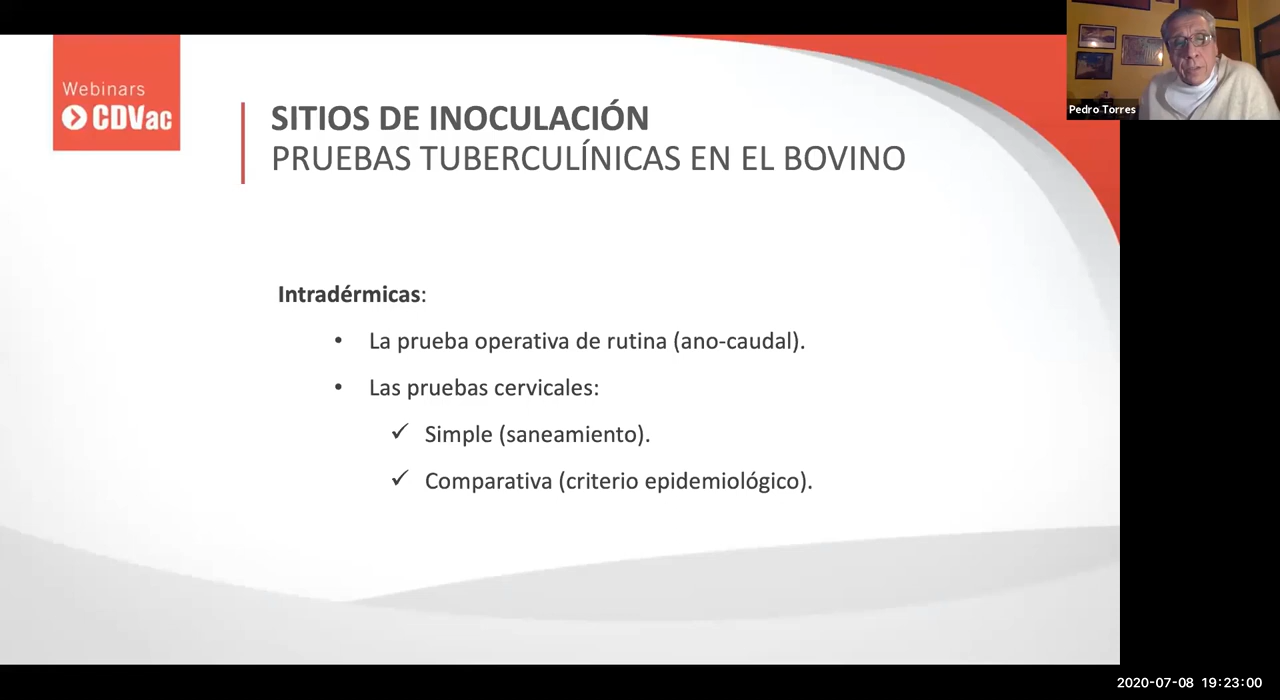 Webinars
CDVac
SITIOS DE INOCULACIÓN
PRUEBAS TUBERCULÍNICAS EN EL BOVINO
Intradérmicas:
• La prueba operativa de rutina (ano-caudal).
• Las pruebas cervicales:
✓ Simple (saneamiento).
✓ Comparativa (criterio epidemiológico).
Pedro Torres
2020-07-08 19:23:00